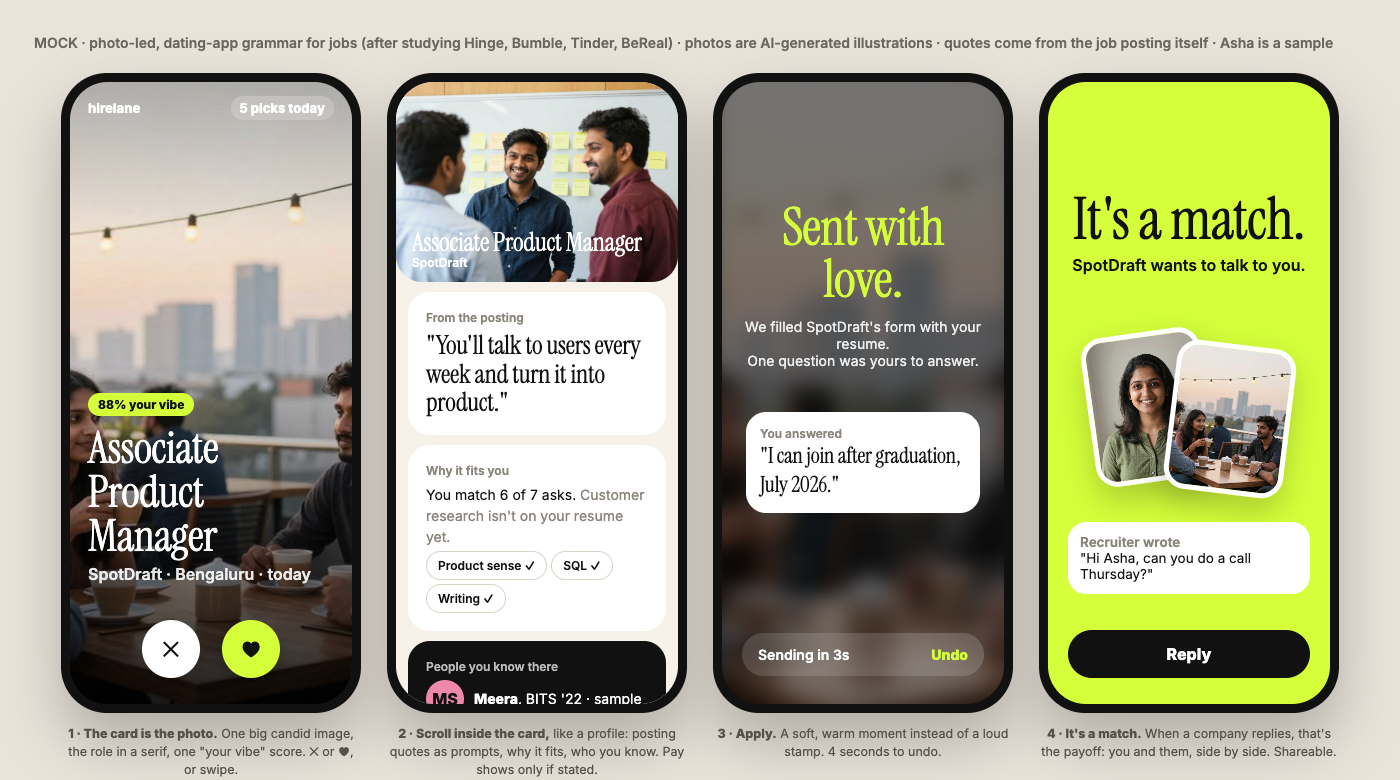 MOCK · photo-led, dating-app grammar for jobs (after studying Hinge, Bumble, Tinder, BeReal) · photos are AI-generated illustrations · quotes come from the job posting itself · Asha is a sample
hirelane
5 picks today
88% your vibe
Associate
Product
Manager
SpotDraft · Bengaluru · today
1 · The card is the photo. One big candid image,
the role in a serif, one "your vibe" score. ✕ or ♥,
or swipe.
Associate Product Manager
SpotDraft
From the posting
"You'll talk to users every
week and turn it into
product."
Why it fits you
You match 6 of 7 asks. Customer
research isn't on your resume
yet.
Product sense ✓
SQL ✓
Writing ✓
People you know there
MS
Meera, BITS '22 · sample
2 · Scroll inside the card, like a profile: posting
quotes as prompts, why it fits, who you know. Pay
shows only if stated.
Sent with
love.
We filled SpotDraft's form with your
resume.
One question was yours to answer.
You answered
"I can join after graduation,
July 2026."
Sending in 3s
Undo
3 · Apply. A soft, warm moment instead of a loud
stamp. 4 seconds to undo.
It's a match.
SpotDraft wants to talk to you.
Recruiter wrote
"Hi Asha, can you do a call
Thursday?"
Reply
4 · It's a match. When a company replies, that's
the payoff: you and them, side by side. Shareable.